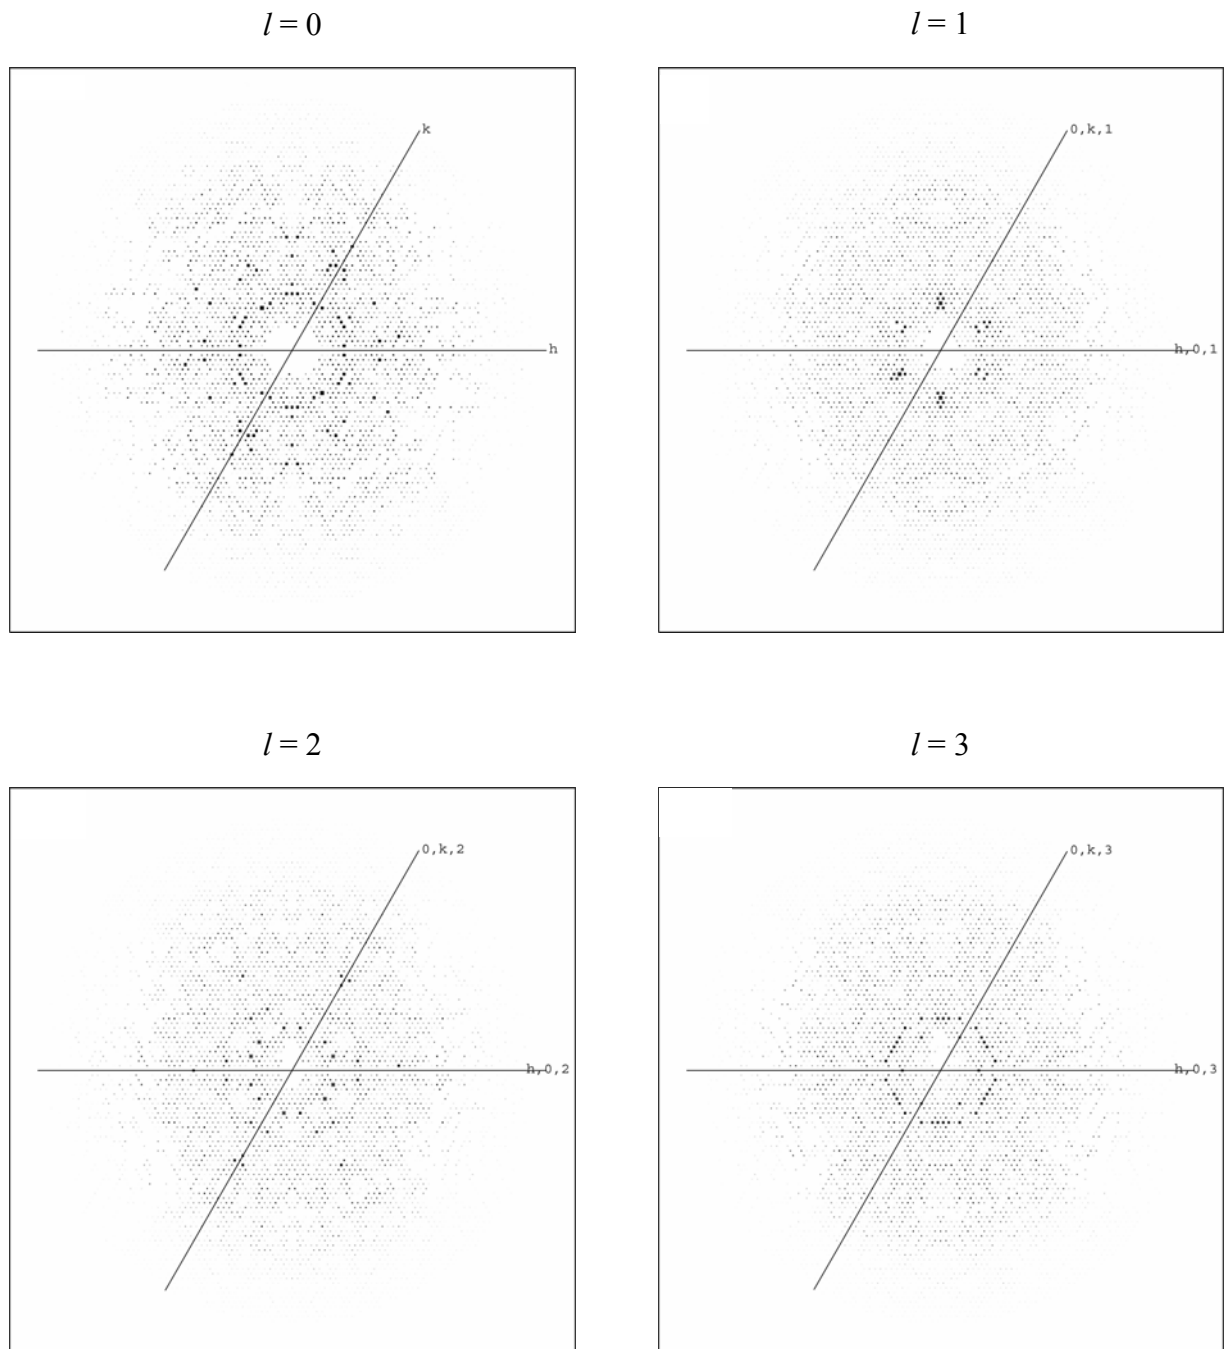 l = 0
l = 1
k
h
0,k,1
h,0,1
l = 2
l = 3
0,k,2
h,0,2
0,k,3
h,0,3